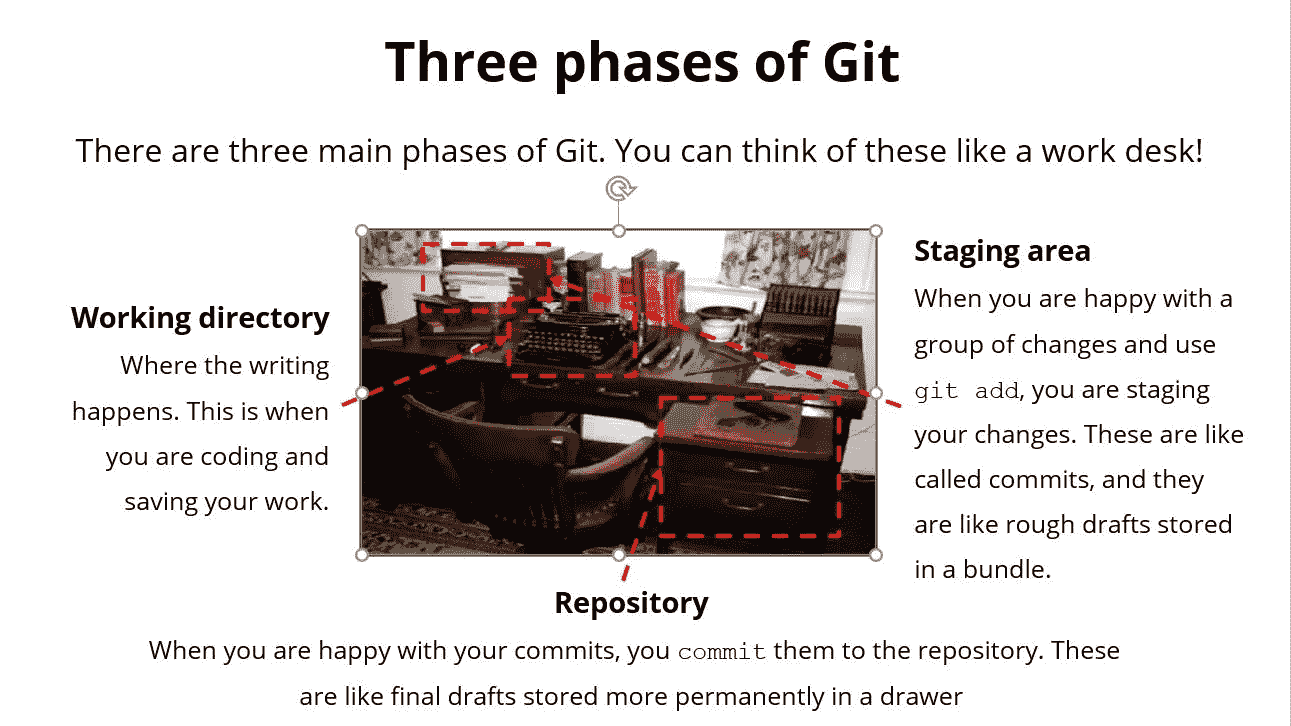 Three phases of Git
There are three main phases of Git. You can think of these like a work desk!
Working directory
Where the writing
happens. This is when
you are coding and
saving your work.
Staging area
When you are happy with a
group of changes and use
git add, you are staging
your changes. These are like
called commits, and they
are like rough drafts stored
in a bundle.
Repository
When you are happy with your commits, you commit them to the repository. These
are like final drafts stored more permanently in a drawer